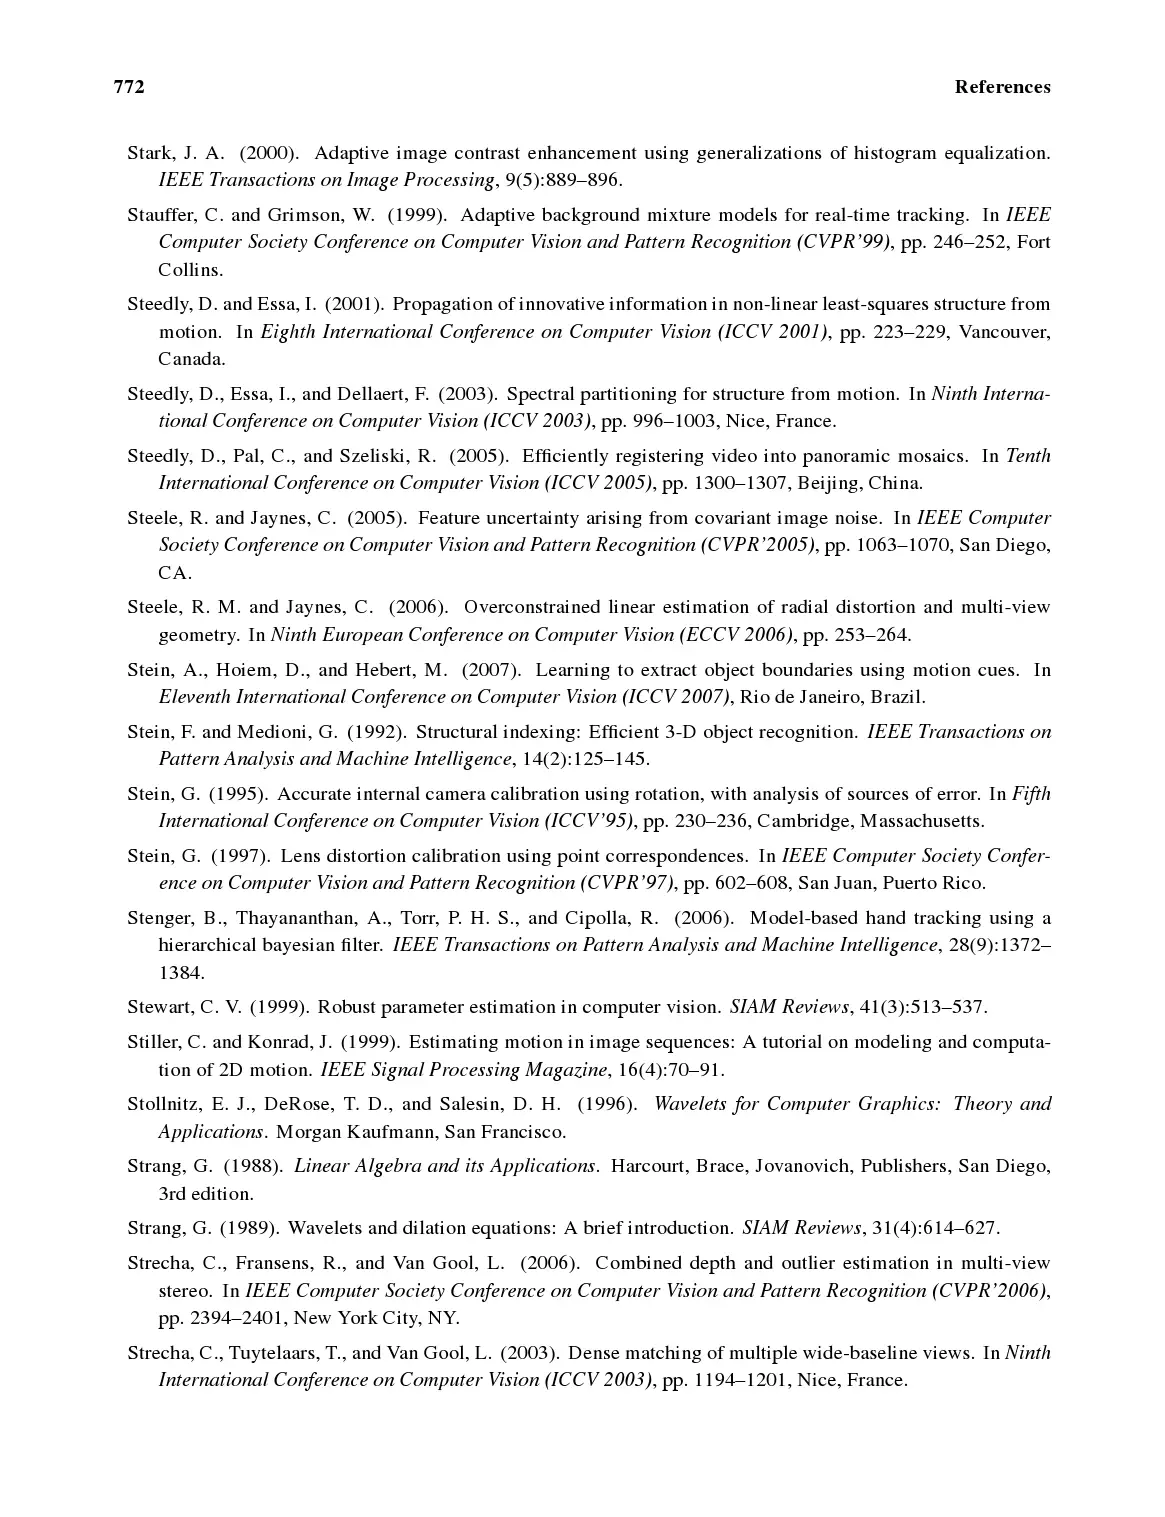 772 References
Stark, J. A. (2000). Adaptive image contrast enhancement using generalizations of histogram equalization.
IEEE Transactions on Image Processing, 9(5):889–896.
Stauffer, C. and Grimson, W. (1999). Adaptive background mixture models for real-time tracking. In IEEE
Computer Society Conference on Computer Vision and Pattern Recognition (CVPR’99), pp. 246–252, Fort
Collins.
Steedly, D. and Essa, I. (2001). Propagation of innovative information in non-linear least-squares structure from
motion. In Eighth International Conference on Computer Vision (ICCV 2001), pp. 223–229, Vancouver,
Canada.
Steedly, D., Essa, I., and Dellaert, F. (2003). Spectral partitioning for structure from motion. In Ninth Interna-
tional Conference on Computer Vision (ICCV 2003), pp. 996–1003, Nice, France.
Steedly, D., Pal, C., and Szeliski, R. (2005). Efficiently registering video into panoramic mosaics. In Tenth
International Conference on Computer Vision (ICCV 2005), pp. 1300–1307, Beijing, China.
Steele, R. and Jaynes, C. (2005). Feature uncertainty arising from covariant image noise. In IEEE Computer
Society Conference on Computer Vision and Pattern Recognition (CVPR’2005), pp. 1063–1070, San Diego,
CA.
Steele, R. M. and Jaynes, C. (2006). Overconstrained linear estimation of radial distortion and multi-view
geometry. In Ninth European Conference on Computer Vision (ECCV 2006), pp. 253–264.
Stein, A., Hoiem, D., and Hebert, M. (2007). Learning to extract object boundaries using motion cues. In
Eleventh International Conference on Computer Vision (ICCV 2007), Rio de Janeiro, Brazil.
Stein, F. and Medioni, G. (1992). Structural indexing: Efficient 3-D object recognition. IEEE Transactions on
Pattern Analysis and Machine Intelligence, 14(2):125–145.
Stein, G. (1995). Accurate internal camera calibration using rotation, with analysis of sources of error. In Fifth
International Conference on Computer Vision (ICCV’95), pp. 230–236, Cambridge, Massachusetts.
Stein, G. (1997). Lens distortion calibration using point correspondences. In IEEE Computer Society Confer-
ence on Computer Vision and Pattern Recognition (CVPR’97), pp. 602–608, San Juan, Puerto Rico.
Stenger, B., Thayananthan, A., Torr, P. H. S., and Cipolla, R. (2006). Model-based hand tracking using a
hierarchical bayesian filter. IEEE Transactions on Pattern Analysis and Machine Intelligence, 28(9):1372–
1384.
Stewart, C. V. (1999). Robust parameter estimation in computer vision. SIAM Reviews, 41(3):513–537.
Stiller, C. and Konrad, J. (1999). Estimating motion in image sequences: A tutorial on modeling and computa-
tion of 2D motion. IEEE Signal Processing Magazine, 16(4):70–91.
Stollnitz, E. J., DeRose, T. D., and Salesin, D. H. (1996). Wavelets for Computer Graphics: Theory and
Applications. Morgan Kaufmann, San Francisco.
Strang, G. (1988). Linear Algebra and its Applications. Harcourt, Brace, Jovanovich, Publishers, San Diego,
3rd edition.
Strang, G. (1989). Wavelets and dilation equations: A brief introduction. SIAM Reviews, 31(4):614–627.
Strecha, C., Fransens, R., and Van Gool, L. (2006). Combined depth and outlier estimation in multi-view
stereo. In IEEE Computer Society Conference on Computer Vision and Pattern Recognition (CVPR’2006),
pp. 2394–2401, New York City, NY.
Strecha, C., Tuytelaars, T., and Van Gool, L. (2003). Dense matching of multiple wide-baseline views. In Ninth
International Conference on Computer Vision (ICCV 2003), pp. 1194–1201, Nice, France.